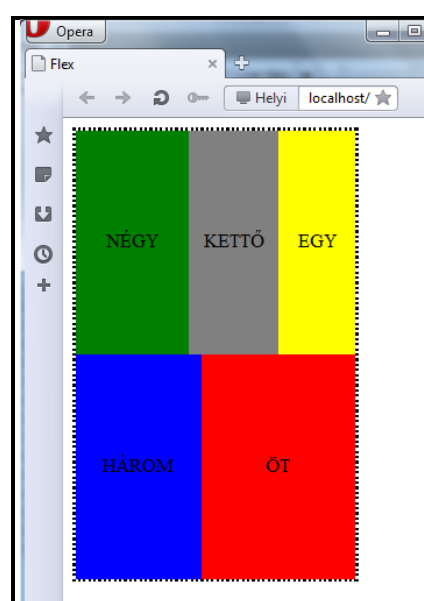 Opera
Flex
Helyi localhost/
NÉGY KETTŐ EGY
HÁROM ÖT